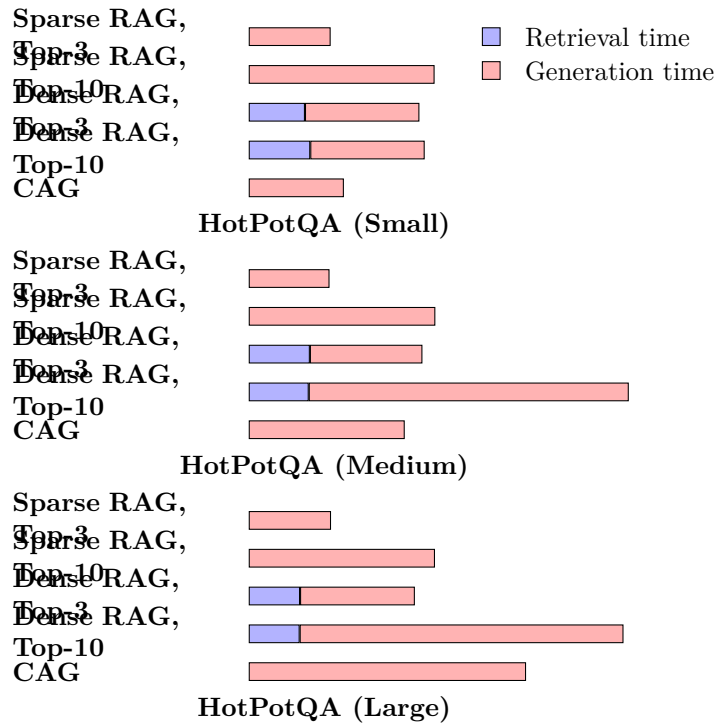 Sparse RAG,
Top-3
Sparse RAG,
Top-10
Dense RAG,
Top-3
Dense RAG,
Top-10
CAG
HotPotQA (Small)
Retrieval time
Generation time
Sparse RAG,
Top-3
Sparse RAG,
Top-10
Dense RAG,
Top-3
Dense RAG,
Top-10
CAG
HotPotQA (Medium)
Sparse RAG,
Top-3
Sparse RAG,
Top-10
Dense RAG,
Top-3
Dense RAG,
Top-10
CAG
HotPotQA (Large)